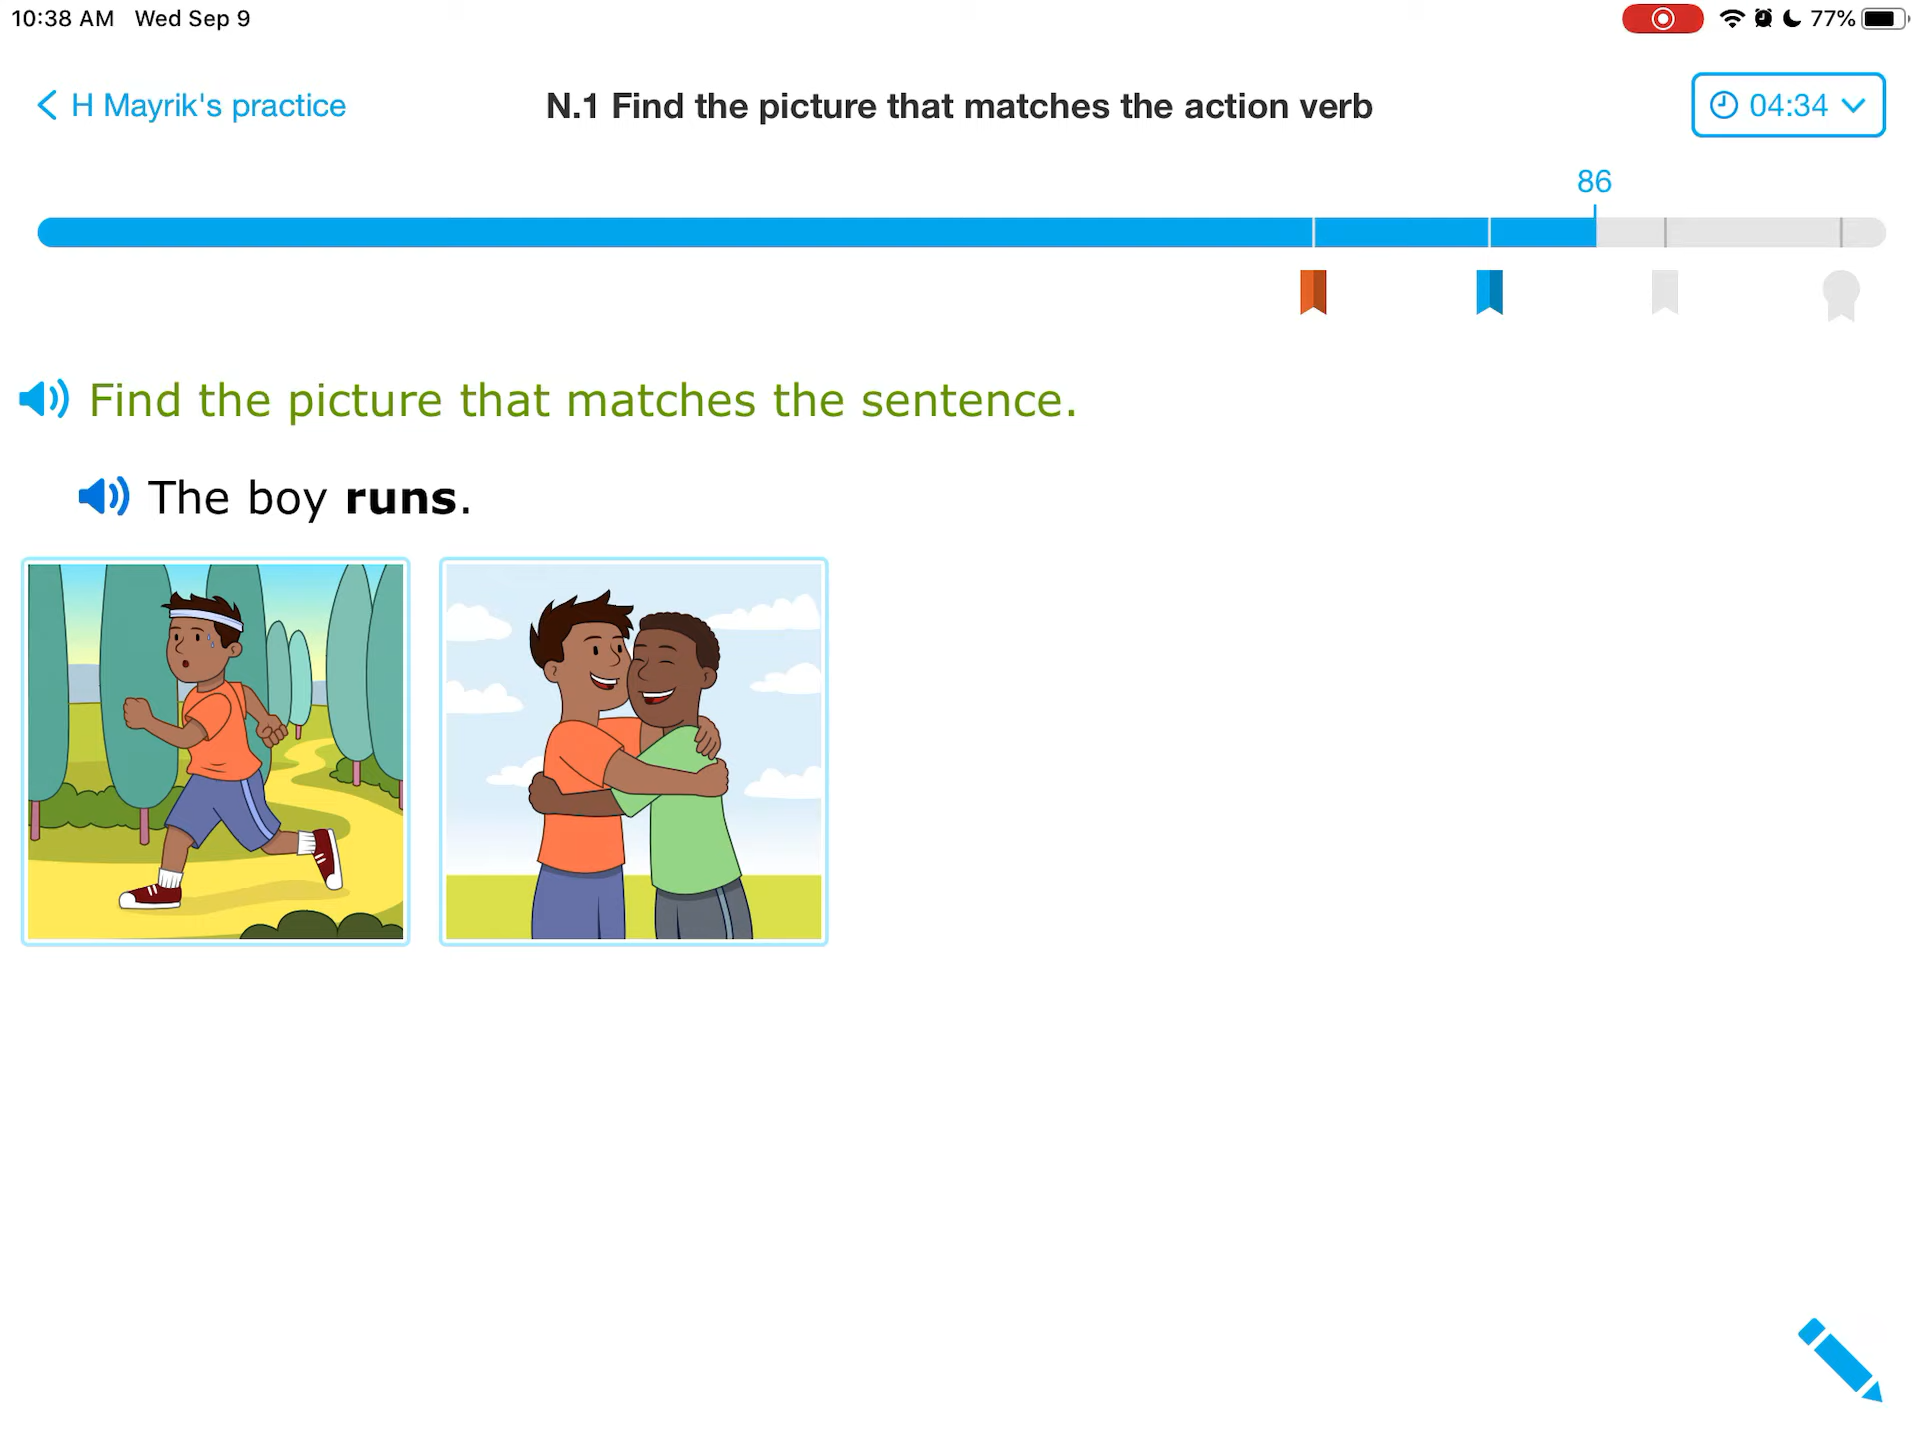 10:38 AM Wed Sep 9
77%
H Mayrik's practice
N.1 Find the picture that matches the action verb
04:34
86
Find the picture that matches the sentence.
The boy runs.